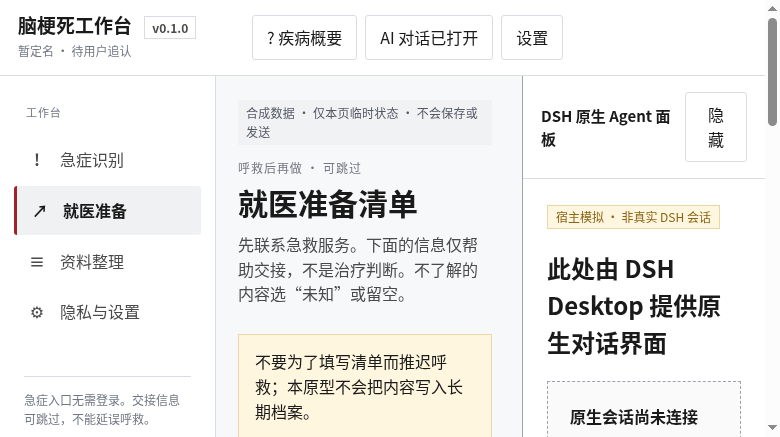 脑梗死工作台
v0.1.0
暂定名 · 待用户追认
? 疾病概要
AI 对话已打开
设置
工作台
! 急症识别
↗ 就医准备
≡ 资料整理
⚙ 隐私与设置
急症入口无需登录。交接信息
可跳过，不能延误呼救。
合成数据 · 仅本页临时状态 · 不会保存或
发送
呼救后再做 · 可跳过
就医准备清单
先联系急救服务。下面的信息仅帮
助交接，不是治疗判断。不了解的
内容选“未知”或留空。
不要为了填写清单而推迟呼
救；本原型不会把内容写入长
期档案。
DSH 原生 Agent 面
板
隐
藏
宿主模拟 · 非真实 DSH 会话
此处由 DSH
Desktop 提供原
生对话界面
原生会话尚未连接